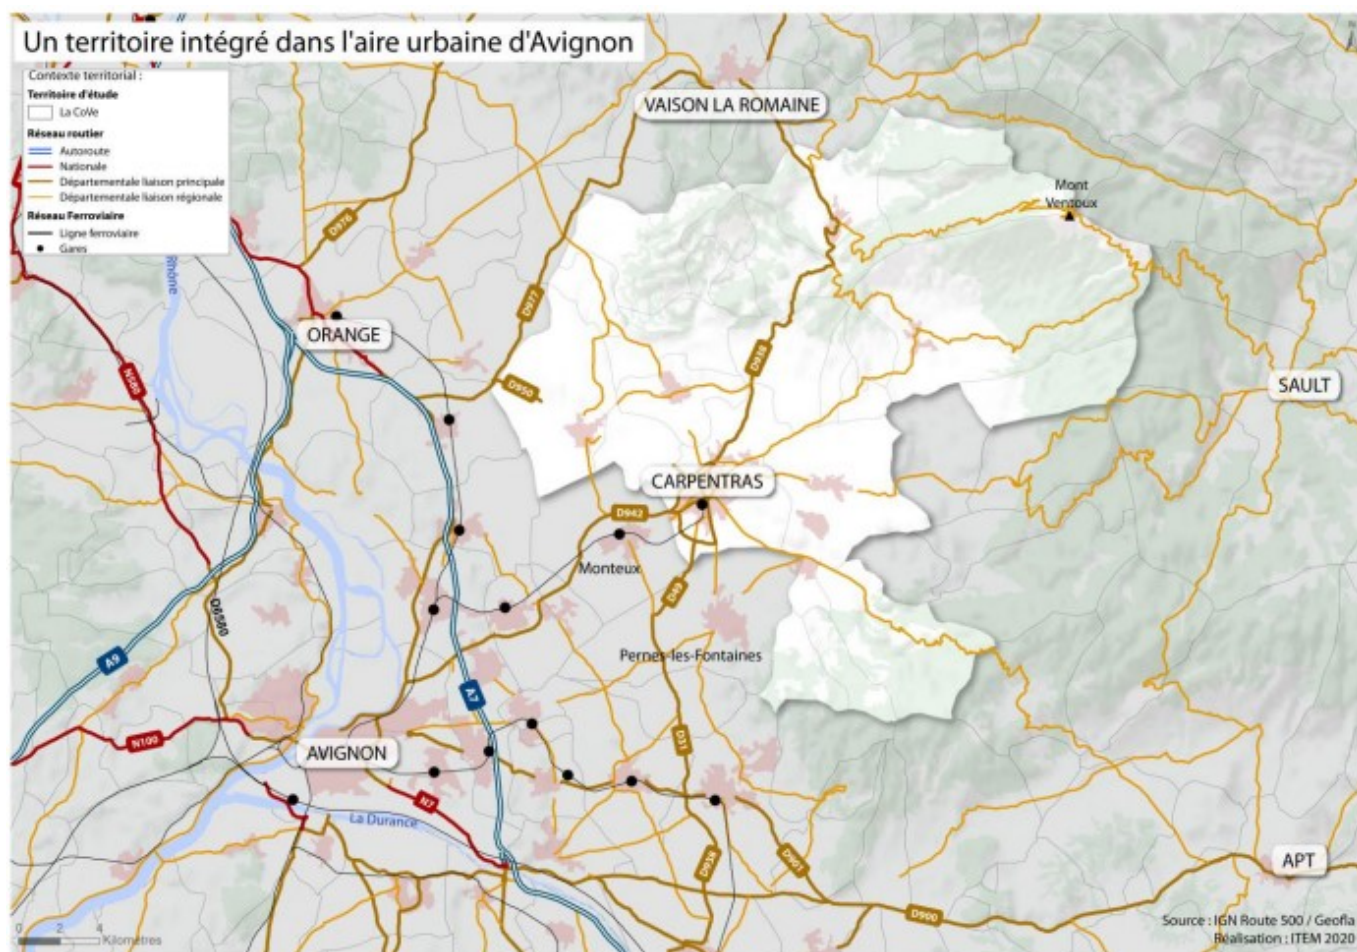 Un territoire intégré dans l'aire urbaine d'Avignon
Contexte territorial :
Territoire d'étude
La CoVe
Réseau routier
Autoroute
Nationale
Départementale liaison principale
Départementale liaison régionale
Réseau Ferroviaire
Ligne ferroviaire
Gares
VAISON LA ROMAINE
Mont
Ventoux
D976
Rhône
D977
ORANGE
D938
N580
D950
SAULT
CARPENTRAS
D942
Monteux
D49
D6580
Pernes-les-Fontaines
A9
A7
D31
N100
AVIGNON
N7
La Durance
D938
D901
APT
D900
0 2 4
Kilomètres
Source : IGN Route 500 / Geofla
Réalisation : ITEM 2020